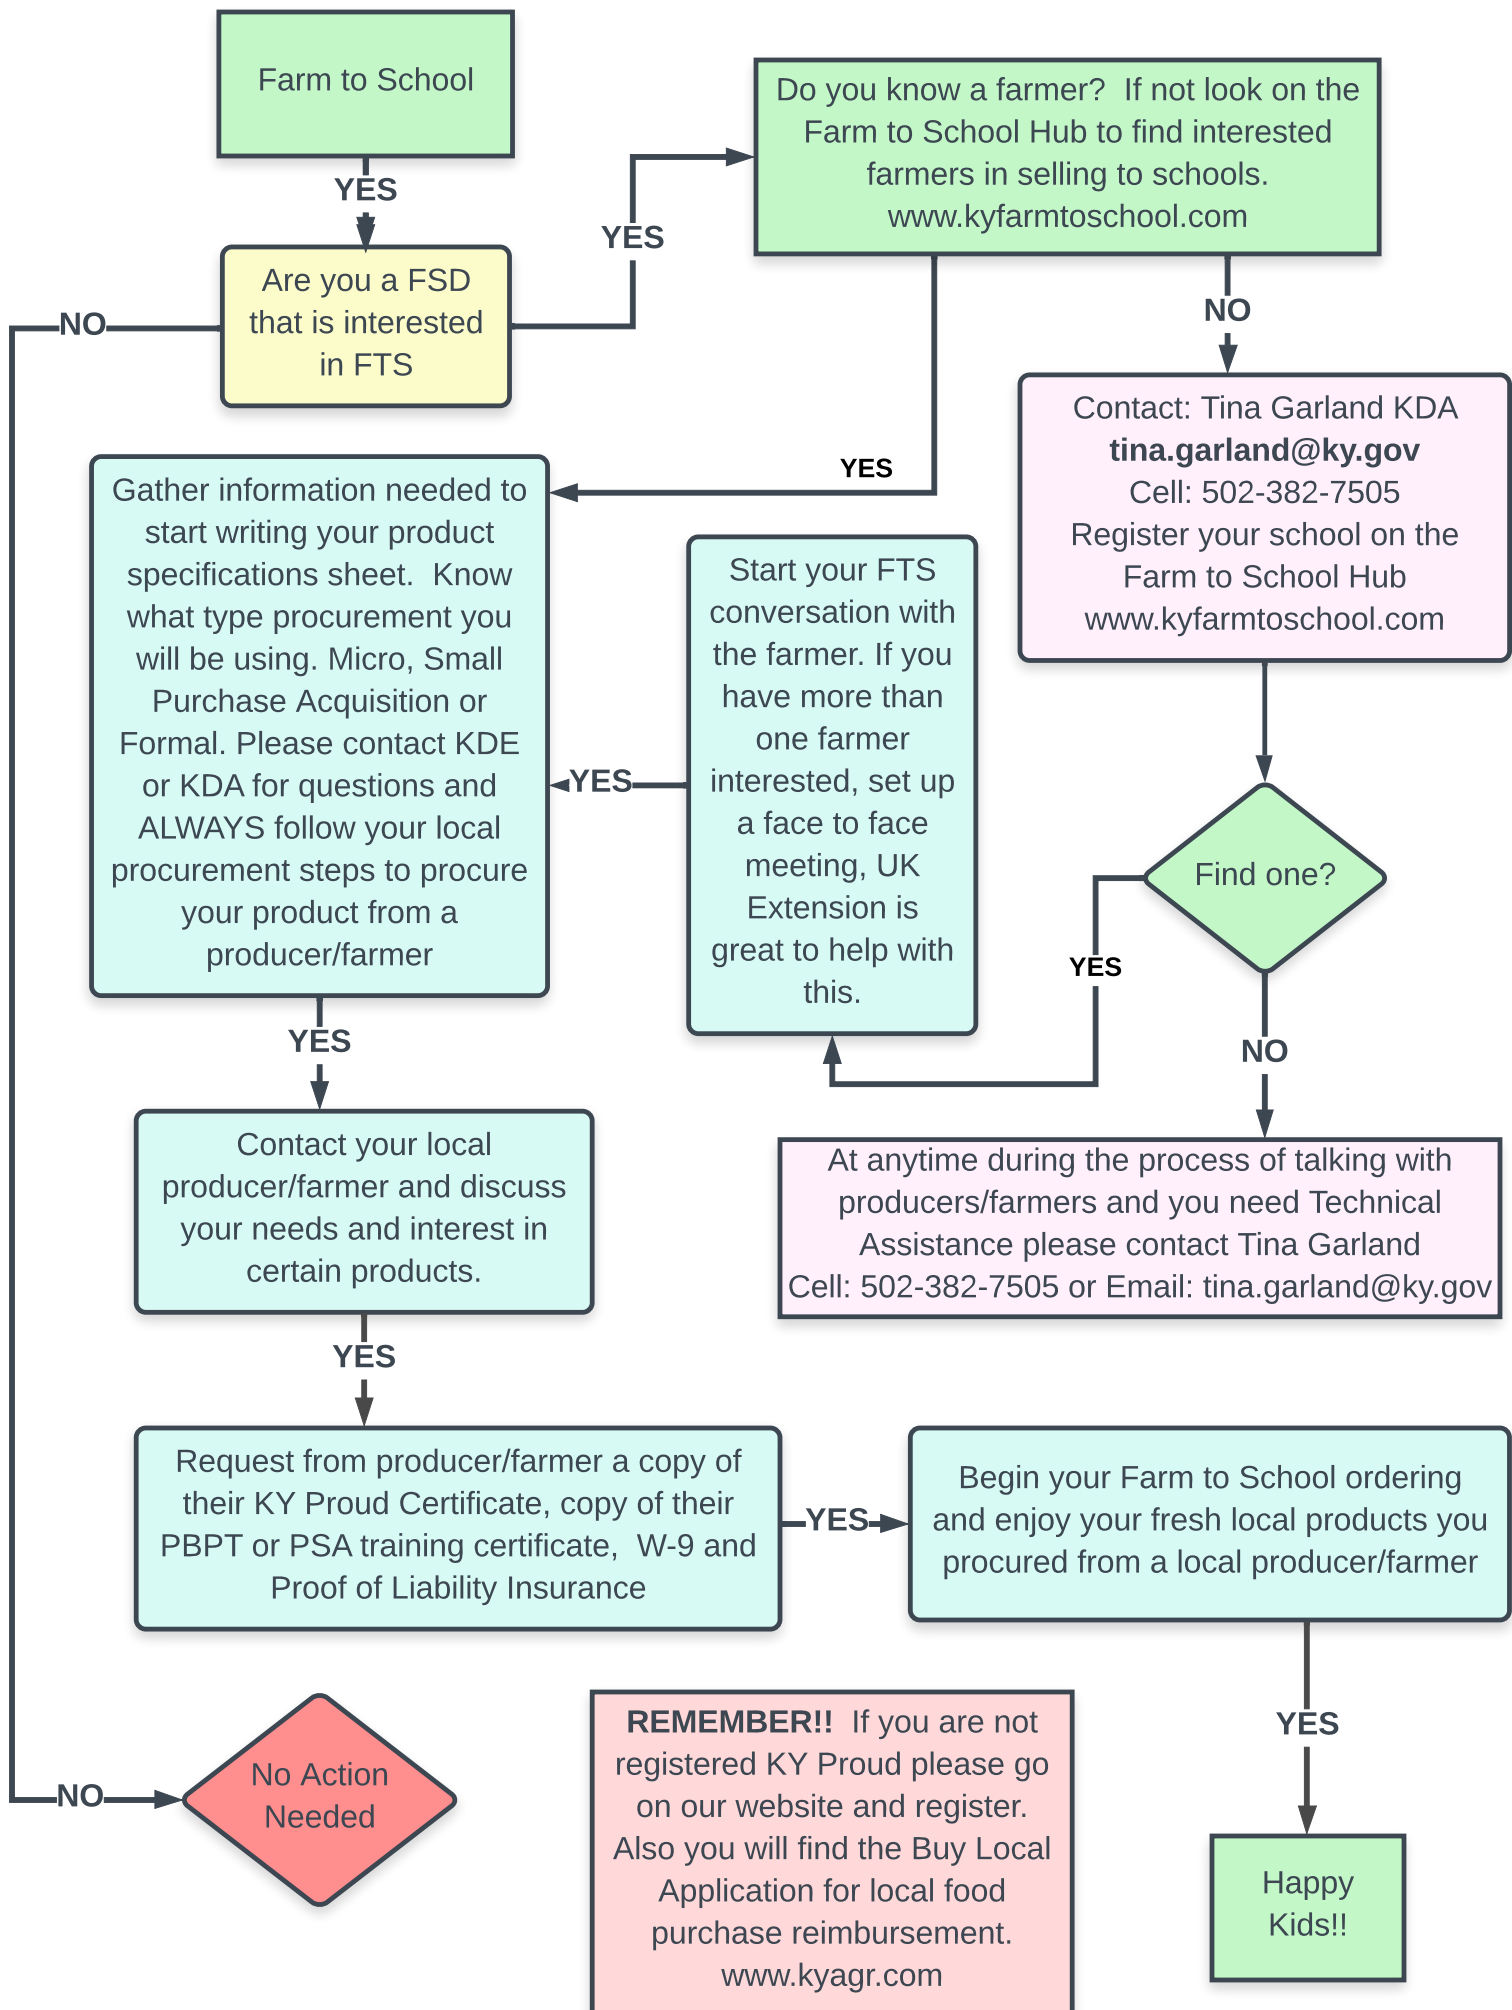 Farm to School
YES
Are you a FSD
that is interested
in FTS
NO
YES
Do you know a farmer?  If not look on the
Farm to School Hub to find interested
farmers in selling to schools.
www.kyfarmtoschool.com
YES
NO
Contact: Tina Garland KDA
tina.garland@ky.gov
Cell: 502-382-7505
Register your school on the
Farm to School Hub
www.kyfarmtoschool.com
Find one?
YES
NO
Start your FTS
conversation with
the farmer. If you
have more than
one farmer
interested, set up
a face to face
meeting, UK
Extension is
great to help with
this.
YES
Gather information needed to
start writing your product
specifications sheet.  Know
what type procurement you
will be using. Micro, Small
Purchase Acquisition or
Formal. Please contact KDE
or KDA for questions and
ALWAYS follow your local
procurement steps to procure
your product from a
producer/farmer
YES
At anytime during the process of talking with
producers/farmers and you need Technical
Assistance please contact Tina Garland
Cell: 502-382-7505 or Email: tina.garland@ky.gov
Contact your local
producer/farmer and discuss
your needs and interest in
certain products.
YES
Request from producer/farmer a copy of
their KY Proud Certificate, copy of their
PBPT or PSA training certificate,  W-9 and
Proof of Liability Insurance
YES
Begin your Farm to School ordering
and enjoy your fresh local products you
procured from a local producer/farmer
YES
Happy
Kids!!
NO
No Action
Needed
REMEMBER!!  If you are not
registered KY Proud please go
on our website and register.
Also you will find the Buy Local
Application for local food
purchase reimbursement.
www.kyagr.com